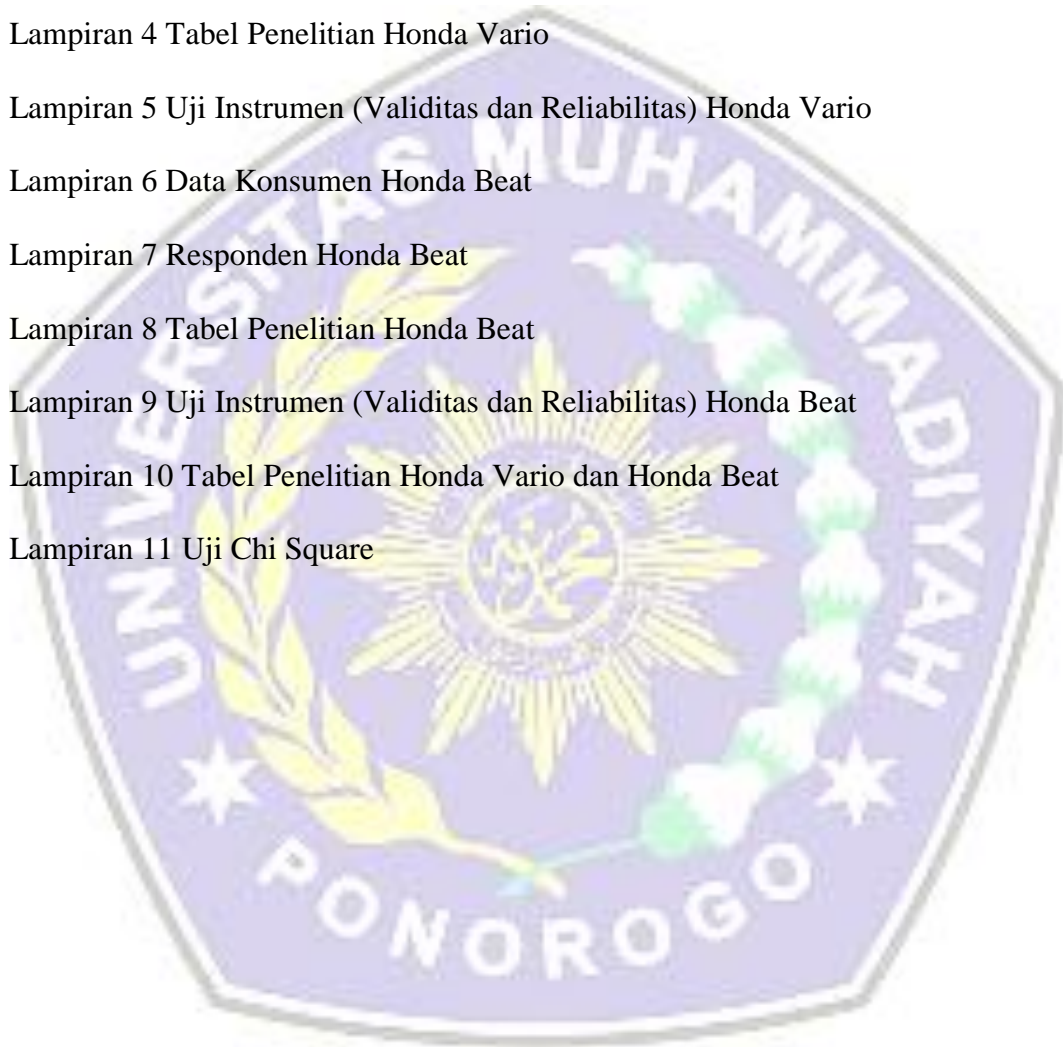 Lampiran 4 Tabel Penelitian Honda Vario
Lampiran 5 Uji Instrumen (Validitas dan Reliabilitas) Honda Vario
Lampiran 6 Data Konsumen Honda Beat
Lampiran 7 Responden Honda Beat
Lampiran 8 Tabel Penelitian Honda Beat
Lampiran 9 Uji Instrumen (Validitas dan Reliabilitas) Honda Beat
Lampiran 10 Tabel Penelitian Honda Vario dan Honda Beat
Lampiran 11 Uji Chi Square
UNIVERSITAS MUHAMMADIYAH
PONOROGO